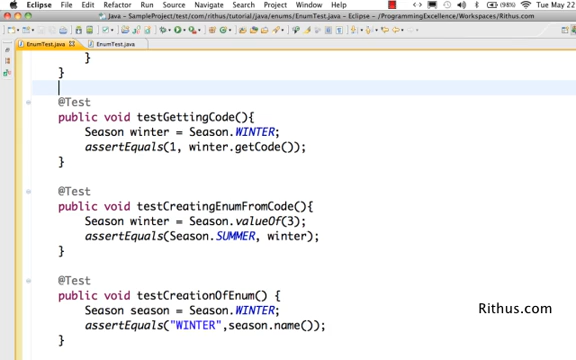 Eclipse File Edit Refactor Source Navigate Search Project Window Help Tue May 22
Java - SampleProject/test/com/rithus/tutorial/java/enums/EnumTest.java - Eclipse - /ProgrammingExcellence/Workspaces/Rithus.com
EnumTest.java EnumTest.java
}
}
@Test
public void testGettingCode(){
Season winter = Season.WINTER;
assertEquals(1, winter.getCode());
}
@Test
public void testCreatingEnumFromCode(){
Season winter = Season.valueOf(3);
assertEquals(Season.SUMMER, winter);
}
@Test
public void testCreationOfEnum() {
Season season = Season.WINTER;
assertEquals("WINTER",season.name());
}
Rithus.com